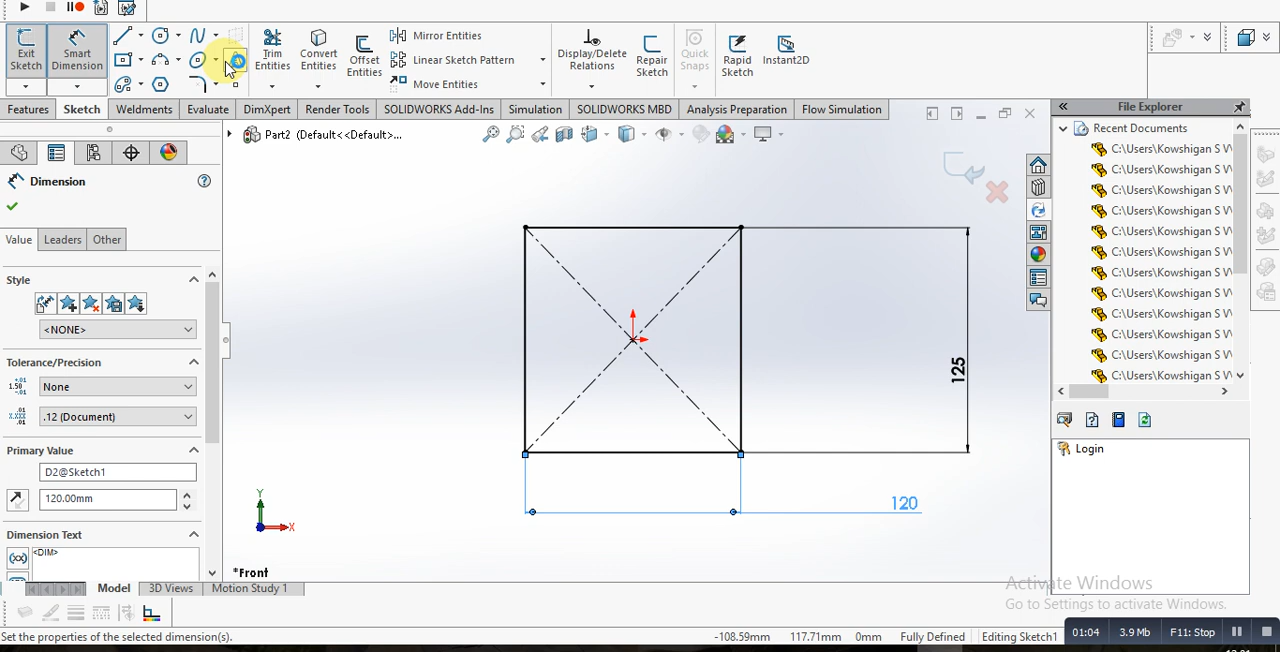 Exit Sketch
Smart Dimension
Trim Entities
Convert Entities
Offset Entities
Mirror Entities
Linear Sketch Pattern
Move Entities
Display/Delete Relations
Repair Sketch
Quick Snaps
Rapid Sketch
Instant2D
Features
Sketch
Weldments
Evaluate
DimXpert
Render Tools
SOLIDWORKS Add-Ins
Simulation
SOLIDWORKS MBD
Analysis Preparation
Flow Simulation
File Explorer
Part2 (Default<<Default>...
Recent Documents
C:\Users\Kowshigan S V
C:\Users\Kowshigan S V
C:\Users\Kowshigan S V
C:\Users\Kowshigan S V
C:\Users\Kowshigan S V
C:\Users\Kowshigan S V
C:\Users\Kowshigan S V
C:\Users\Kowshigan S V
C:\Users\Kowshigan S V
C:\Users\Kowshigan S V
C:\Users\Kowshigan S V
C:\Users\Kowshigan S V
Dimension
Value
Leaders
Other
Style
<NONE>
Tolerance/Precision
None
.12 (Document)
Primary Value
D2@Sketch1
120.00mm
Dimension Text
<DIM>
125
120
Y
X
*Front
Login
Model
3D Views
Motion Study 1
Activate Windows
Go to Settings to activate Windows.
Set the properties of the selected dimension(s).
-108.59mm
117.71mm
0mm
Fully Defined
Editing Sketch1
01:04
3.9 Mb
F11: Stop